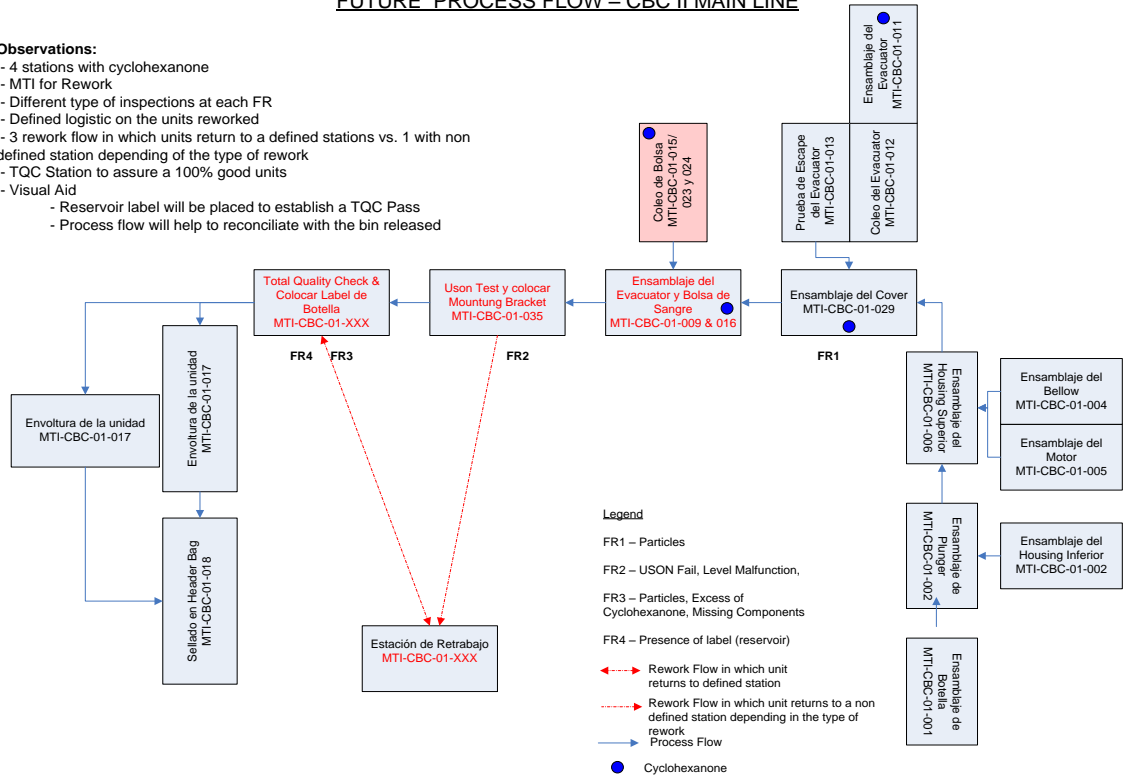 FUTURE PROCESS FLOW – CBC II MAIN LINE
Observations:
- 4 stations with cyclohexanone
- MTI for Rework
- Different type of inspections at each FR
- Defined logistic on the units reworked
- 3 rework flow in which units return to a defined stations vs. 1 with non
defined station depending of the type of rework
- TQC Station to assure a 100% good units
- Visual Aid
- Reservoir label will be placed to establish a TQC Pass
- Process flow will help to reconciliate with the bin released
Ensamblaje del
Evacuator
MTI-CBC-01-011
Coleo de Bolsa
MTI-CBC-01-015/
023 y 024
Prueba de Escape
del Evacuator
MTI-CBC-01-013
Coleo del Evacuator
MTI-CBC-01-012
Total Quality Check &
Colocar Label de
Botella
MTI-CBC-01-XXX
Uson Test y colocar
Mountung Bracket
MTI-CBC-01-035
Ensamblaje del
Evacuator y Bolsa de
Sangre
MTI-CBC-01-009 & 016
Ensamblaje del Cover
MTI-CBC-01-029
FR4
FR3
FR2
FR1
Envoltura de la unidad
MTI-CBC-01-017
Envoltura de la unidad
MTI-CBC-01-017
Ensamblaje del
Housing Superior
MTI-CBC-01-006
Ensamblaje del
Bellow
MTI-CBC-01-004
Ensamblaje del
Motor
MTI-CBC-01-005
Sellado en Header Bag
MTI-CBC-01-018
Ensamblaje de
Plunger
MTI-CBC-01-002
Ensamblaje del
Housing Inferior
MTI-CBC-01-002
Estación de Retrabajo
MTI-CBC-01-XXX
Ensamblaje de
Botella
MTI-CBC-01-001
Legend
FR1 – Particles
FR2 – USON Fail, Level Malfunction,
FR3 – Particles, Excess of
Cyclohexanone, Missing Components
FR4 – Presence of label (reservoir)
Rework Flow in which unit
returns to defined station
Rework Flow in which unit returns to a non
defined station depending in the type of
rework
Process Flow
Cyclohexanone